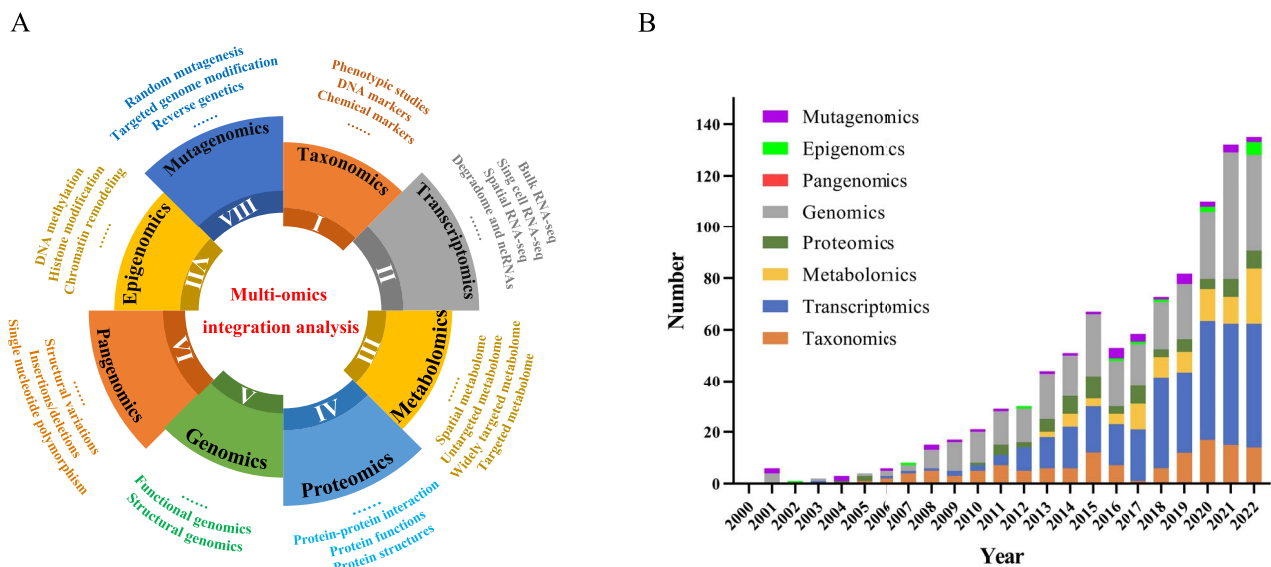 A
Random mutagenesis
Targeted genome modification
Reverse genetics
......
Phenotypic studies
DNA markers
Chemical markers
......
Bulk RNA-seq
Sing cell RNA-seq
Spatial RNA-seq
Degradome and ncRNAs
......
DNA methylation
Histone modification
Chromatin remodeling
......
Mutagenomics
Taxonomics
Transcriptomics
Metabolomics
Proteomics
Genomics
Pangenomics
Epigenomics
I
II
III
IV
V
VI
VII
VIII
Multi-omics
integration analysis
......
Spatial metabolome
Untargeted metabolome
Widely targeted metabolome
Targeted metabolome
......
Protein-protein interaction
Protein functions
Protein structures
......
Functional genomics
Structural genomics
......
Structural variations
Insertions/deletions
Single nucleotide polymorphism
B
Number
140
120
100
80
60
40
20
0
Mutagenomics
Epigenomics
Pangenomics
Genomics
Proteomics
Metabolomics
Transcriptomics
Taxonomics
2000
2001
2002
2003
2004
2005
2006
2007
2008
2009
2010
2011
2012
2013
2014
2015
2016
2017
2018
2019
2020
2021
2022
Year